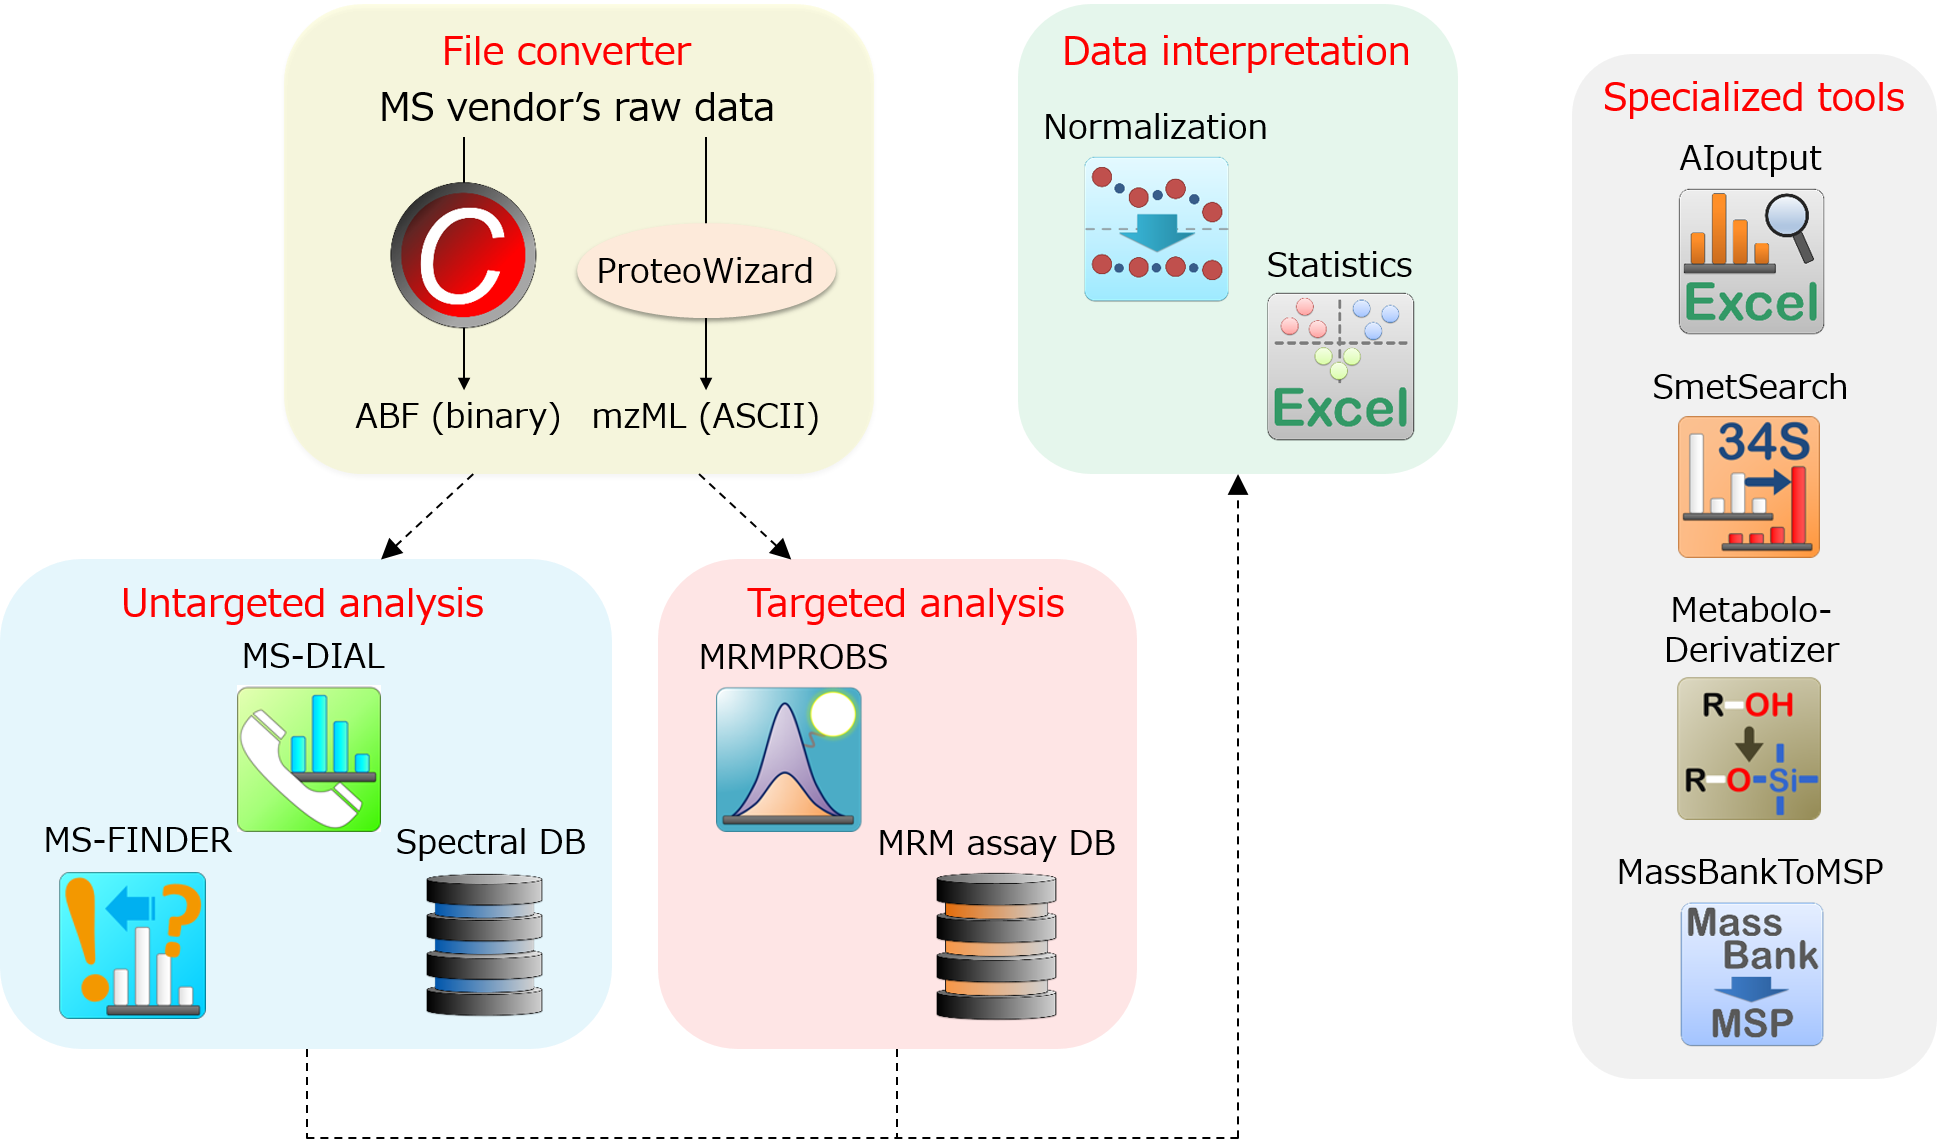 File converter
MS vendor’s raw data
C
ProteoWizard
ABF (binary)
mzML (ASCII)
Data interpretation
Normalization
Statistics
Excel
Untargeted analysis
MS-DIAL
MS-FINDER
! ?
Spectral DB
Targeted analysis
MRMPROBS
MRM assay DB
Specialized tools
AIoutput
Excel
SmetSearch
34S
Metabolo-
Derivatizer
R-OH
R-O-Si
MassBankToMSP
Mass
Bank
MSP